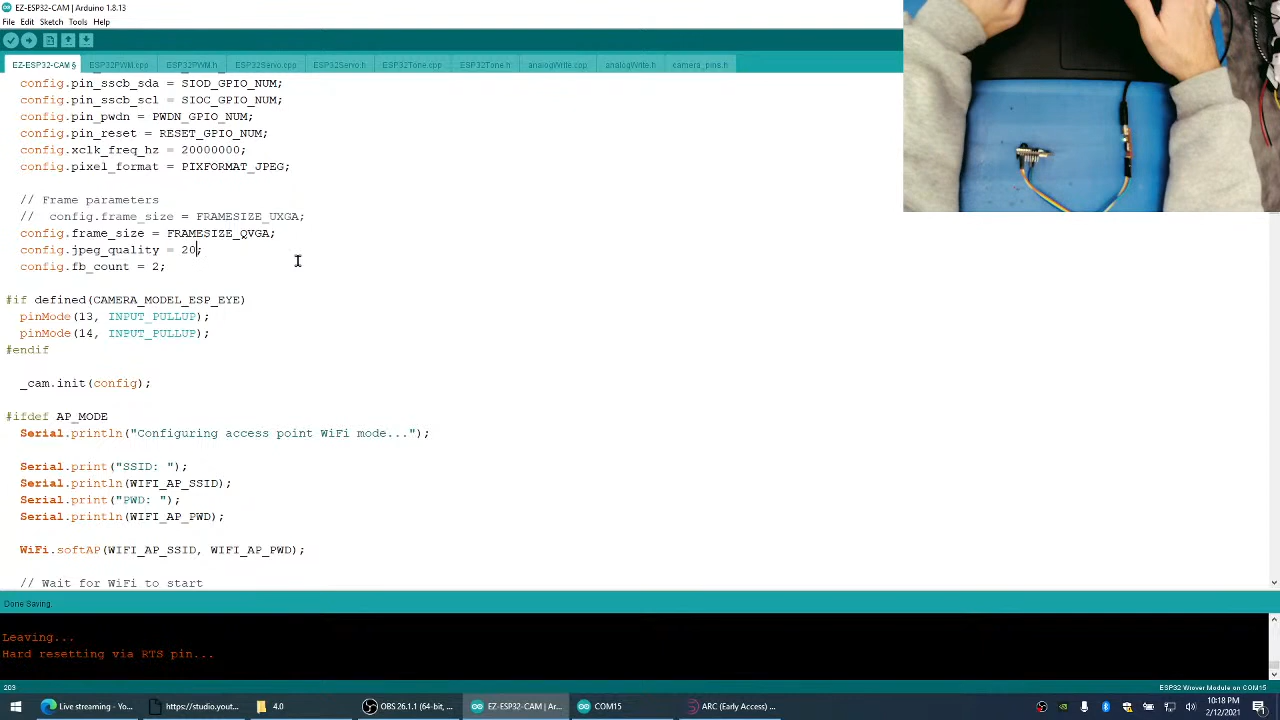 EZ-ESP32-CAM | Arduino 1.8.13
File Edit Sketch Tools Help
EZ-ESP32-CAM § ESP32PWM.cpp ESP32PWM.h ESP32Servo.cpp ESP32Servo.h ESP32Tone.cpp ESP32Tone.h analogWrite.cpp analogWrite.h camera_pins.h
config.pin_sscb_sda = SIOD_GPIO_NUM;
config.pin_sscb_scl = SIOC_GPIO_NUM;
config.pin_pwdn = PWDN_GPIO_NUM;
config.pin_reset = RESET_GPIO_NUM;
config.xclk_freq_hz = 20000000;
config.pixel_format = PIXFORMAT_JPEG;
// Frame parameters
//  config.frame_size = FRAMESIZE_UXGA;
config.frame_size = FRAMESIZE_QVGA;
config.jpeg_quality = 20;
config.fb_count = 2;
#if defined(CAMERA_MODEL_ESP_EYE)
pinMode(13, INPUT_PULLUP);
pinMode(14, INPUT_PULLUP);
#endif
_cam.init(config);
#ifdef AP_MODE
Serial.println("Configuring access point WiFi mode...");
Serial.print("SSID: ");
Serial.println(WIFI_AP_SSID);
Serial.print("PWD: ");
Serial.println(WIFI_AP_PWD);
WiFi.softAP(WIFI_AP_SSID, WIFI_AP_PWD);
// Wait for WiFi to start
Done Saving.
Leaving...
Hard resetting via RTS pin...
203 ESP32 Wrover Module on COM15
Live streaming - Yo... https://studio.yout... 4.0 OBS 26.1.1 (64-bit, ... EZ-ESP32-CAM | Ar... COM15 ARC (Early Access) ... 10:18 PM
2/12/2021